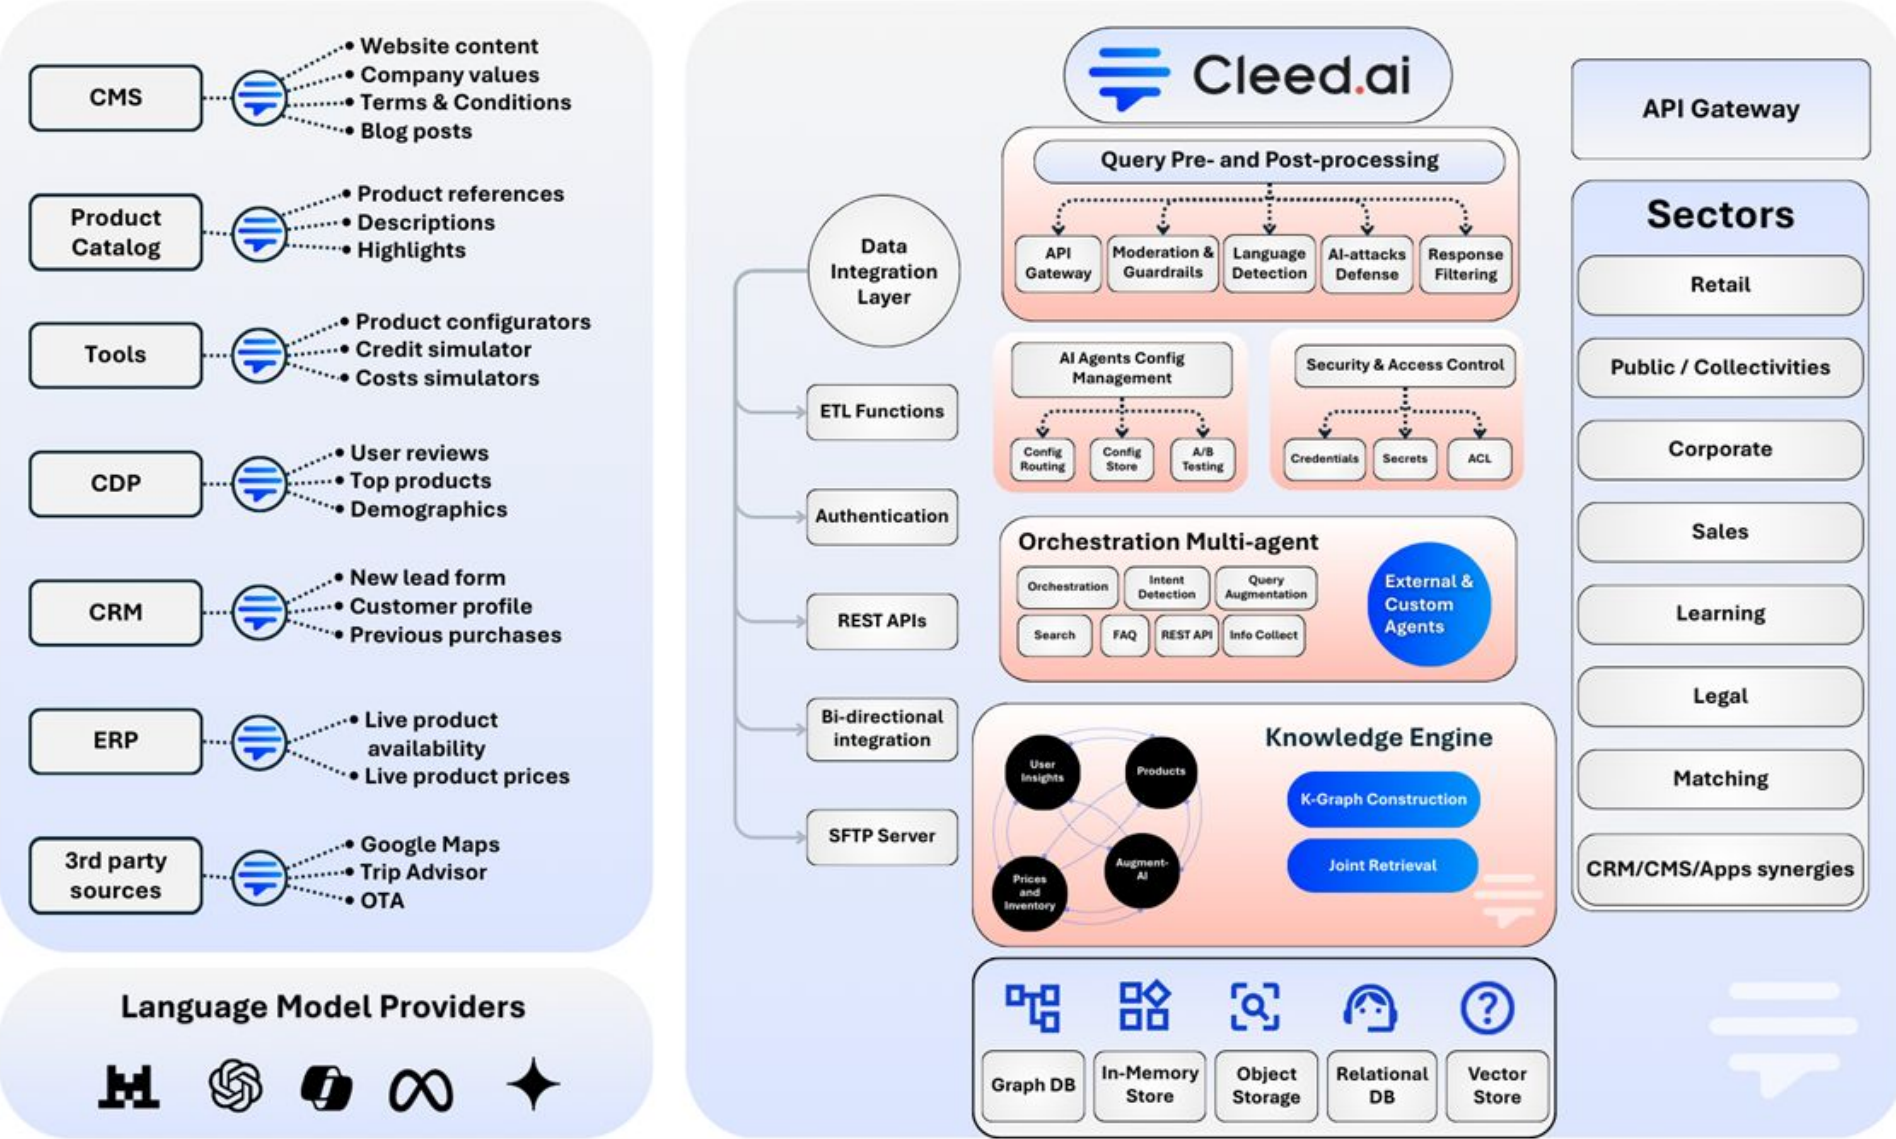 CMS
• Website content
• Company values
• Terms & Conditions
• Blog posts
Product
Catalog
• Product references
• Descriptions
• Highlights
Tools
• Product configurators
• Credit simulator
• Costs simulators
CDP
• User reviews
• Top products
• Demographics
CRM
• New lead form
• Customer profile
• Previous purchases
ERP
• Live product
availability
• Live product prices
3rd party
sources
• Google Maps
• Trip Advisor
• OTA
Language Model Providers
Cleed.ai
Data
Integration
Layer
ETL Functions
Authentication
REST APIs
Bi-directional
integration
SFTP Server
Query Pre- and Post-processing
API
Gateway
Moderation &
Guardrails
Language
Detection
AI-attacks
Defense
Response
Filtering
AI Agents Config
Management
Config
Routing
Config
Store
A/B
Testing
Security & Access Control
Credentials
Secrets
ACL
Orchestration Multi-agent
Orchestration
Intent
Detection
Query
Augmentation
Search
FAQ
REST API
Info Collect
External &
Custom
Agents
Knowledge Engine
User
Insights
Products
Prices
and
Inventory
Augment-
AI
K-Graph Construction
Joint Retrieval
Graph DB
In-Memory
Store
Object
Storage
Relational
DB
Vector
Store
API Gateway
Sectors
Retail
Public / Collectivities
Corporate
Sales
Learning
Legal
Matching
CRM/CMS/Apps synergies